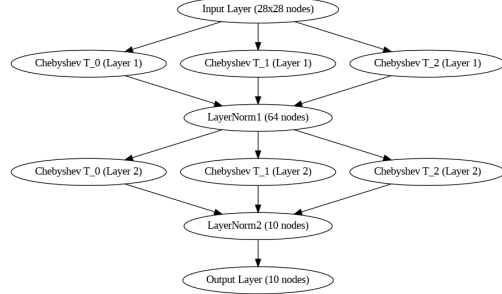 Input Layer (28x28 nodes)
Chebyshev T_0 (Layer 1)
Chebyshev T_1 (Layer 1)
Chebyshev T_2 (Layer 1)
LayerNorm1 (64 nodes)
Chebyshev T_0 (Layer 2)
Chebyshev T_1 (Layer 2)
Chebyshev T_2 (Layer 2)
LayerNorm2 (10 nodes)
Output Layer (10 nodes)